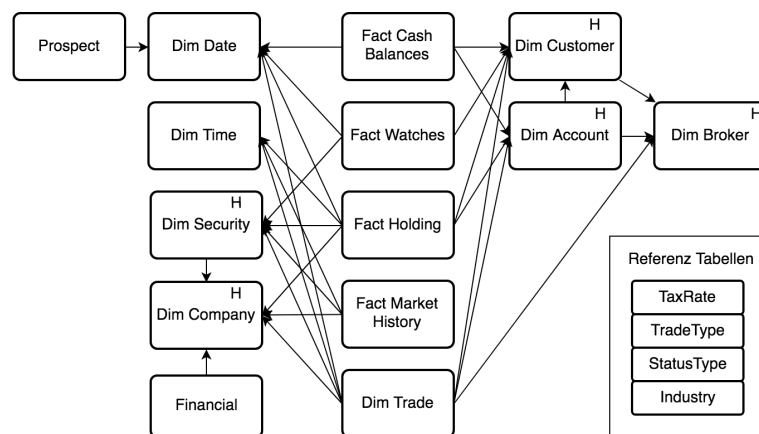 Prospect
Dim Date
Fact Cash
Balances
H
Dim Customer
Dim Time
Fact Watches
H
Dim Account
H
Dim Broker
H
Dim Security
Fact Holding
H
Dim Company
Fact Market
History
Financial
Dim Trade
Referenz Tabellen
TaxRate
TradeType
StatusType
Industry